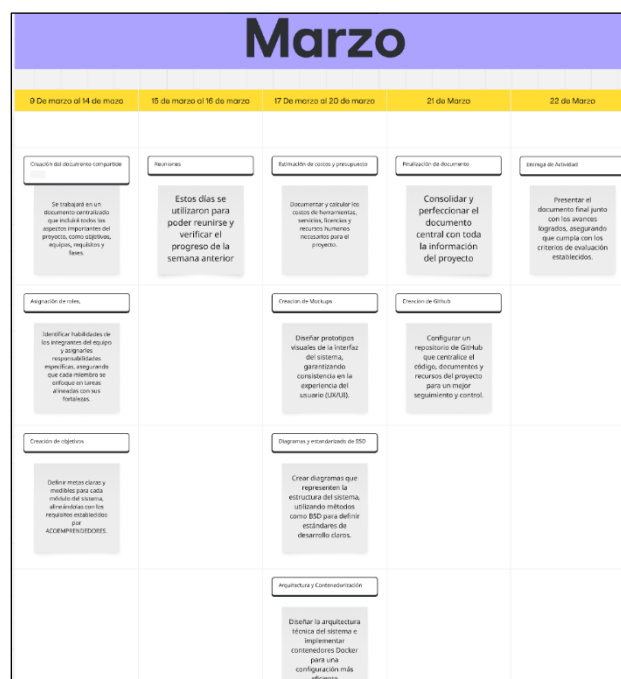 Marzo
9 De marzo al 14 de mozo
15 de marzo al 16 de marzo
17 De marzo al 20 de marzo
21 de Marzo
22 de Marzo
Creación del documento compartido
Reuniones
Estimación de costos y presupuesto
Finalización de documento
Entrega de Actividad
Se trabajará en un
documento centralizado
que incluirá todos los
aspectos importantes del
proyecto, como objetivos,
equipos, requisitos y
fases.
Estos días se
utilizaron para
poder reunirse y
verificar el
progreso de la
semana anterior
Documentar y calcular los
costos de herramientas,
servicios, licencias y
recursos humanos
necesarios para el
proyecto.
Consolidar y
perfeccionar el
documento
central con toda
la información
del proyecto
Presentar el
documento final junto
con los avances
logrados, asegurando
que cumpla con los
criterios de evaluación
establecidos.
Asignación de roles.
Creacion de Mockups
Creacion de Github
Identificar habilidades de
los integrantes del equipo
y asignarles
responsabilidades
específicas, asegurando
que cada miembro se
enfoque en tareas
alineadas con sus
fortalezas.
Diseñar prototipos
visuales de la interfaz
del sistema,
garantizando
consistencia en la
experiencia del
usuario (UX/UI).
Configurar un
repositorio de GitHub
que centralice el
código, documentos y
recursos del proyecto
para un mejor
seguimiento y control.
Creación de objetivos
Diagramas y estandarizado de BSD
Definir metas claras y
medibles para cada
módulo del sistema,
alineándolas con los
requisitos establecidos
por
ADOEMPRENDEDORES.
Crear diagramas que
representen la
estructura del sistema,
utilizando métodos
como BSD para definir
estándares de
desarrollo claros.
Arquitectura y Contenedorización
Diseñar la arquitectura
técnica del sistema e
implementar
contenedores Docker
para una
configuración más
eficiente